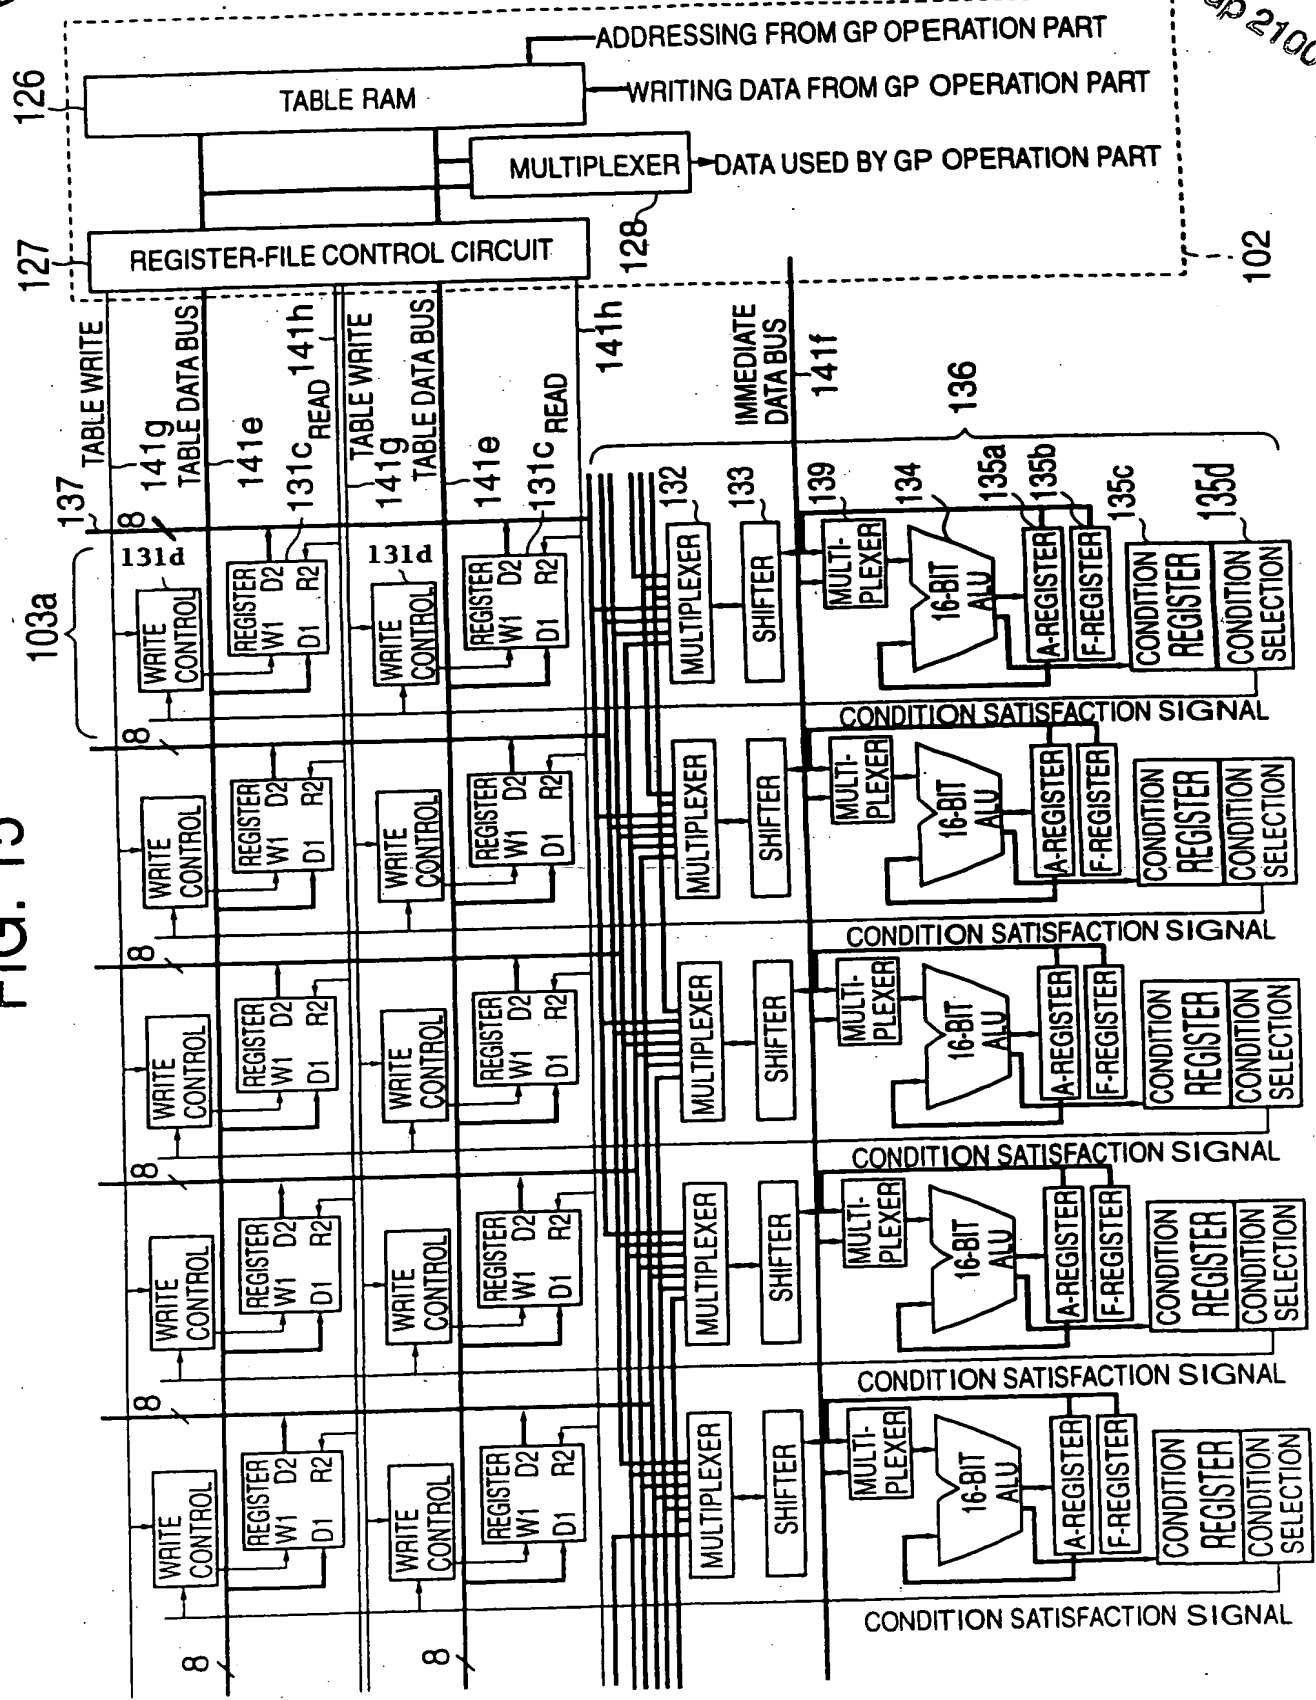 FIG. 15
Gp 2100
ADDRESSING FROM GP OPERATION PART
126
TABLE RAM
WRITING DATA FROM GP OPERATION PART
MULTIPLEXER
DATA USED BY GP OPERATION PART
128
127
REGISTER-FILE CONTROL CIRCUIT
102
TABLE WRITE
141g
TABLE DATA BUS
141e
131c
READ
141h
TABLE WRITE
141g
TABLE DATA BUS
141e
131c
READ
141h
IMMEDIATE
DATA BUS
141f
136
137
132
133
139
134
135a
135b
135c
135d
103a
8
131d
WRITE
CONTROL
REGISTER
W1 D2
D1 R2
131d
WRITE
CONTROL
REGISTER
W1 D2
D1 R2
MULTIPLEXER
SHIFTER
MULTI-
PLEXER
16-BIT
ALU
A-REGISTER
F-REGISTER
CONDITION
REGISTER
CONDITION
SELECTION
CONDITION SATISFACTION SIGNAL
8
WRITE
CONTROL
REGISTER
W1 D2
D1 R2
WRITE
CONTROL
REGISTER
W1 D2
D1 R2
MULTIPLEXER
SHIFTER
MULTI-
PLEXER
16-BIT
ALU
A-REGISTER
F-REGISTER
CONDITION
REGISTER
CONDITION
SELECTION
CONDITION SATISFACTION SIGNAL
8
WRITE
CONTROL
REGISTER
W1 D2
D1 R2
WRITE
CONTROL
REGISTER
W1 D2
D1 R2
MULTIPLEXER
SHIFTER
MULTI-
PLEXER
16-BIT
ALU
A-REGISTER
F-REGISTER
CONDITION
REGISTER
CONDITION
SELECTION
CONDITION SATISFACTION SIGNAL
8
WRITE
CONTROL
REGISTER
W1 D2
D1 R2
WRITE
CONTROL
REGISTER
W1 D2
D1 R2
MULTIPLEXER
SHIFTER
MULTI-
PLEXER
16-BIT
ALU
A-REGISTER
F-REGISTER
CONDITION
REGISTER
CONDITION
SELECTION
CONDITION SATISFACTION SIGNAL
8
WRITE
CONTROL
REGISTER
W1 D2
D1 R2
WRITE
CONTROL
REGISTER
W1 D2
D1 R2
MULTIPLEXER
SHIFTER
MULTI-
PLEXER
16-BIT
ALU
A-REGISTER
F-REGISTER
CONDITION
REGISTER
CONDITION
SELECTION
CONDITION SATISFACTION SIGNAL
8
8